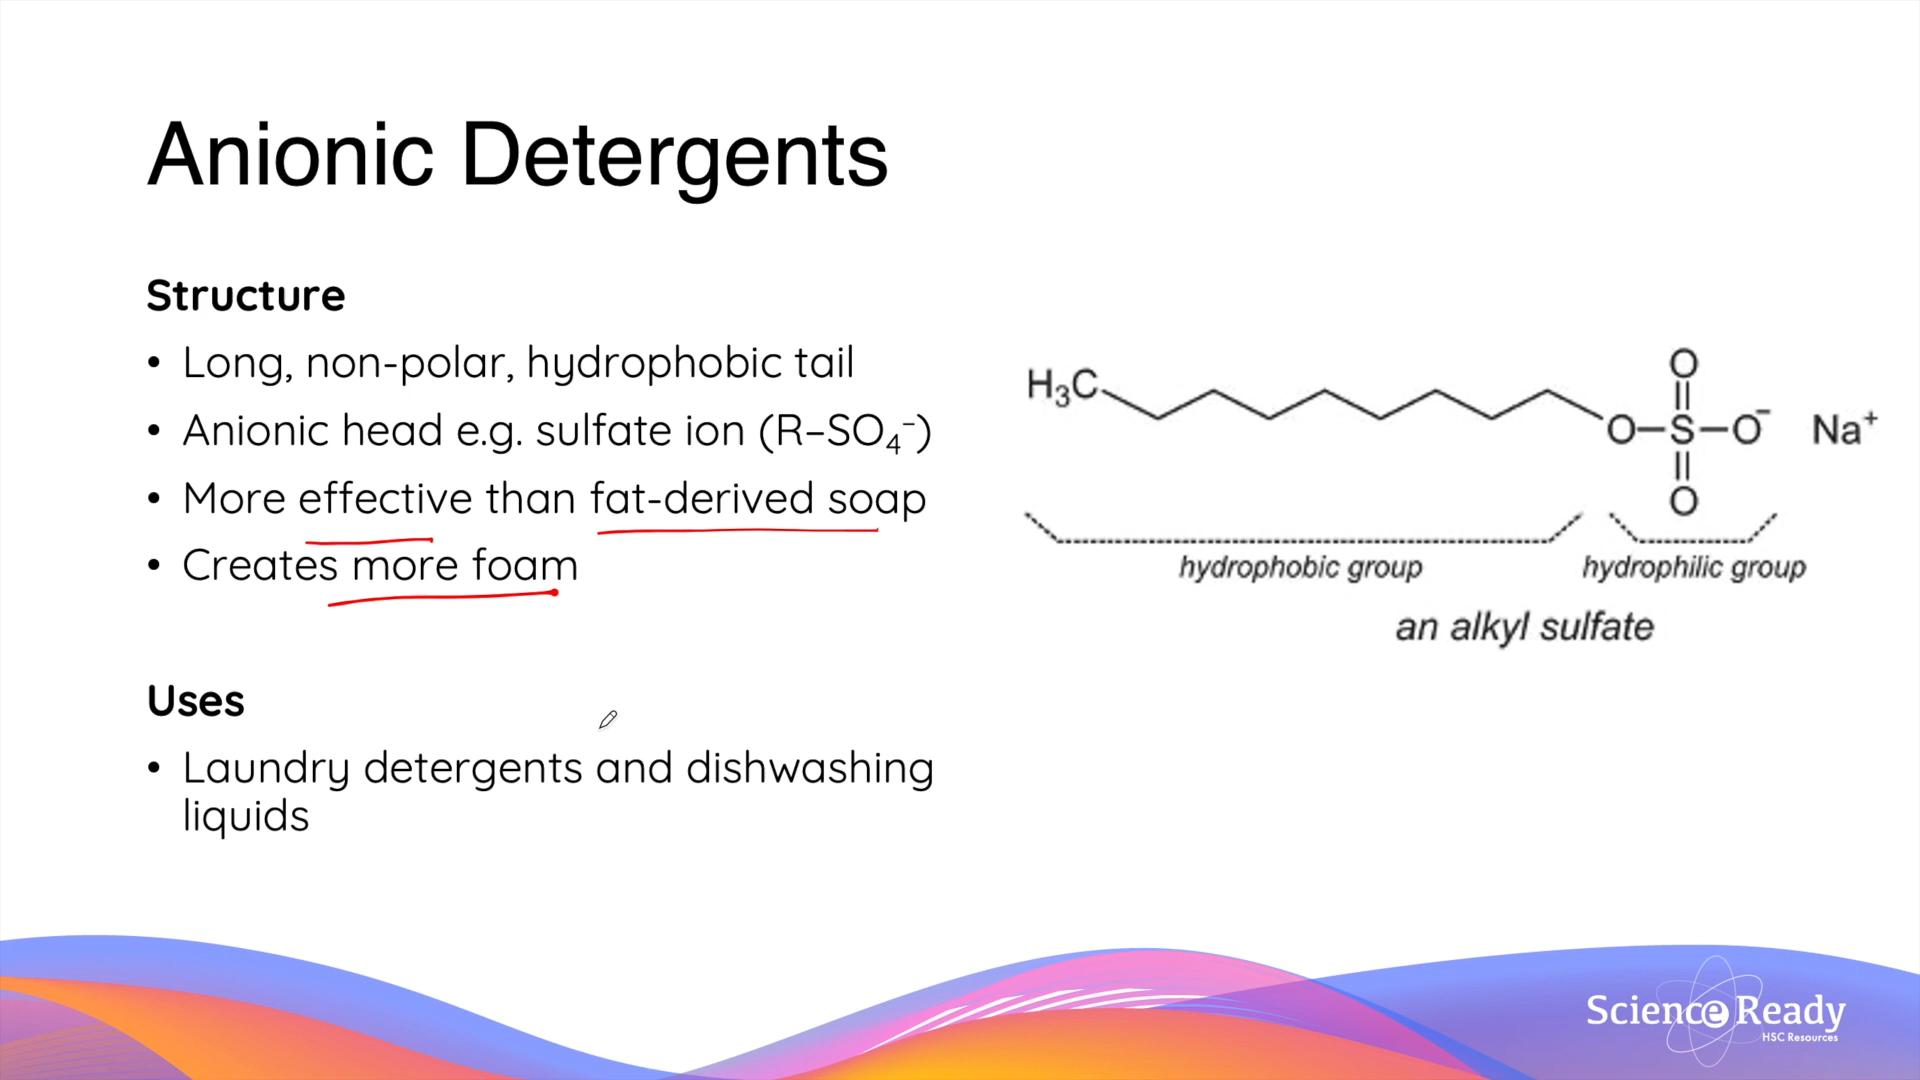 Anionic Detergents
Structure
• Long, non-polar, hydrophobic tail
• Anionic head e.g. sulfate ion (R–SO₄⁻)
• More effective than fat-derived soap
• Creates more foam
Uses
• Laundry detergents and dishwashing
liquids
H₃C
O
O–S–O⁻ Na⁺
O
hydrophobic group hydrophilic group
an alkyl sulfate
Science Ready
HSC Resources